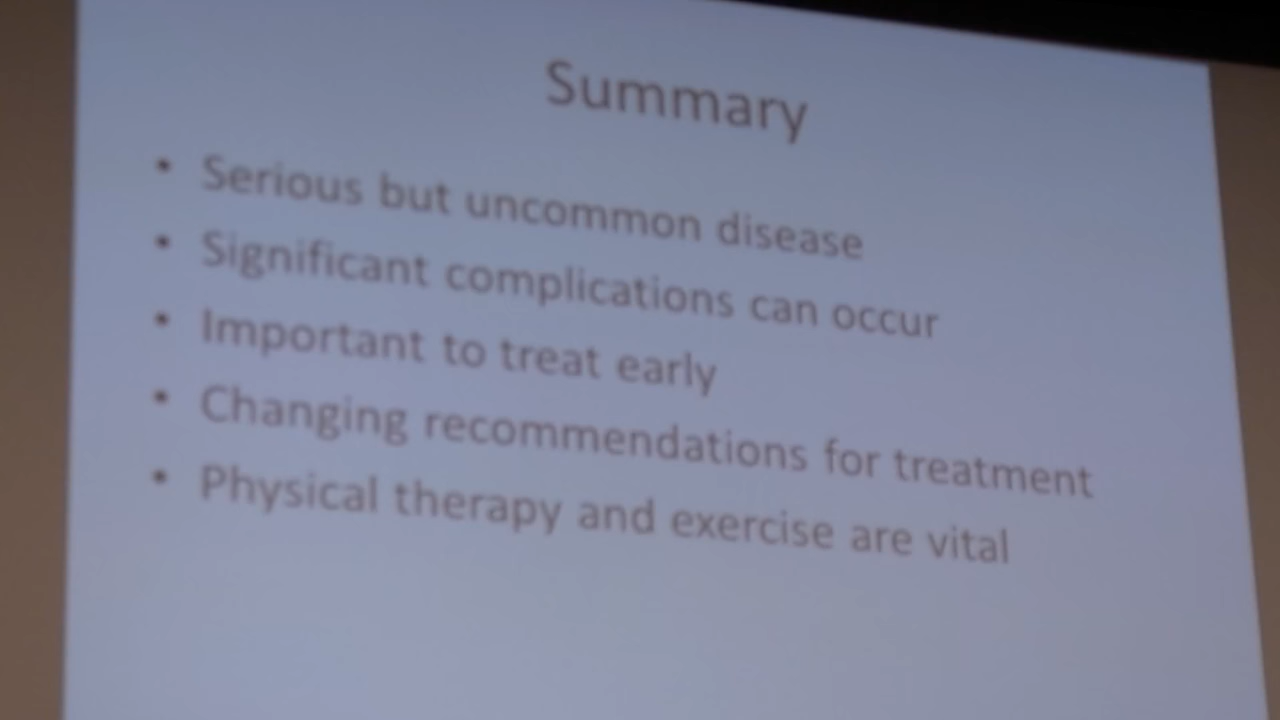 Summary
• Serious but uncommon disease
• Significant complications can occur
• Important to treat early
• Changing recommendations for treatment
• Physical therapy and exercise are vital